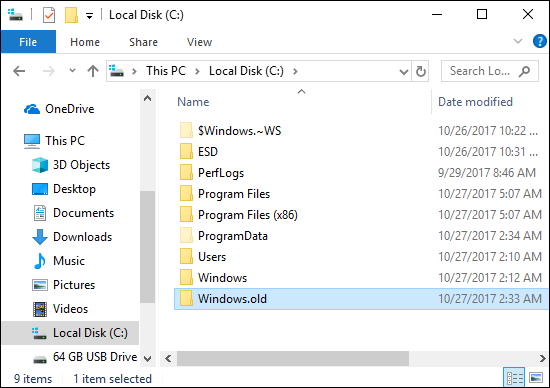 Local Disk (C:)
File Home Share View
This PC Local Disk (C:) Search Lo...
Name Date modified
OneDrive
This PC
3D Objects
Desktop
Documents
Downloads
Music
Pictures
Videos
Local Disk (C:)
64 GB USB Drive
$Windows.~WS 10/26/2017 10:22 ...
ESD 10/26/2017 10:31 ...
PerfLogs 9/29/2017 8:46 AM
Program Files 10/27/2017 5:07 AM
Program Files (x86) 10/27/2017 5:07 AM
ProgramData 10/27/2017 2:34 AM
Users 10/27/2017 2:10 AM
Windows 10/27/2017 2:12 AM
Windows.old 10/27/2017 2:33 AM
9 items 1 item selected